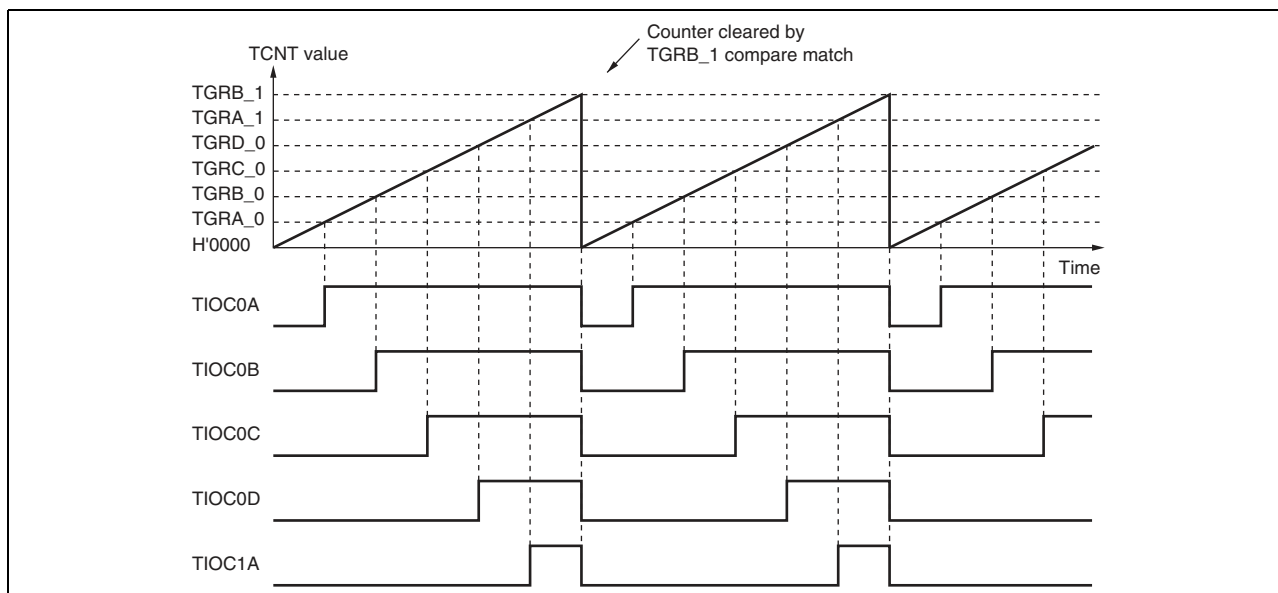 Counter cleared by
TGRB_1 compare match
TCNT value
TGRB_1
TGRA_1
TGRD_0
TGRC_0
TGRB_0
TGRA_0
H'0000
Time
TIOC0A
TIOC0B
TIOC0C
TIOC0D
TIOC1A